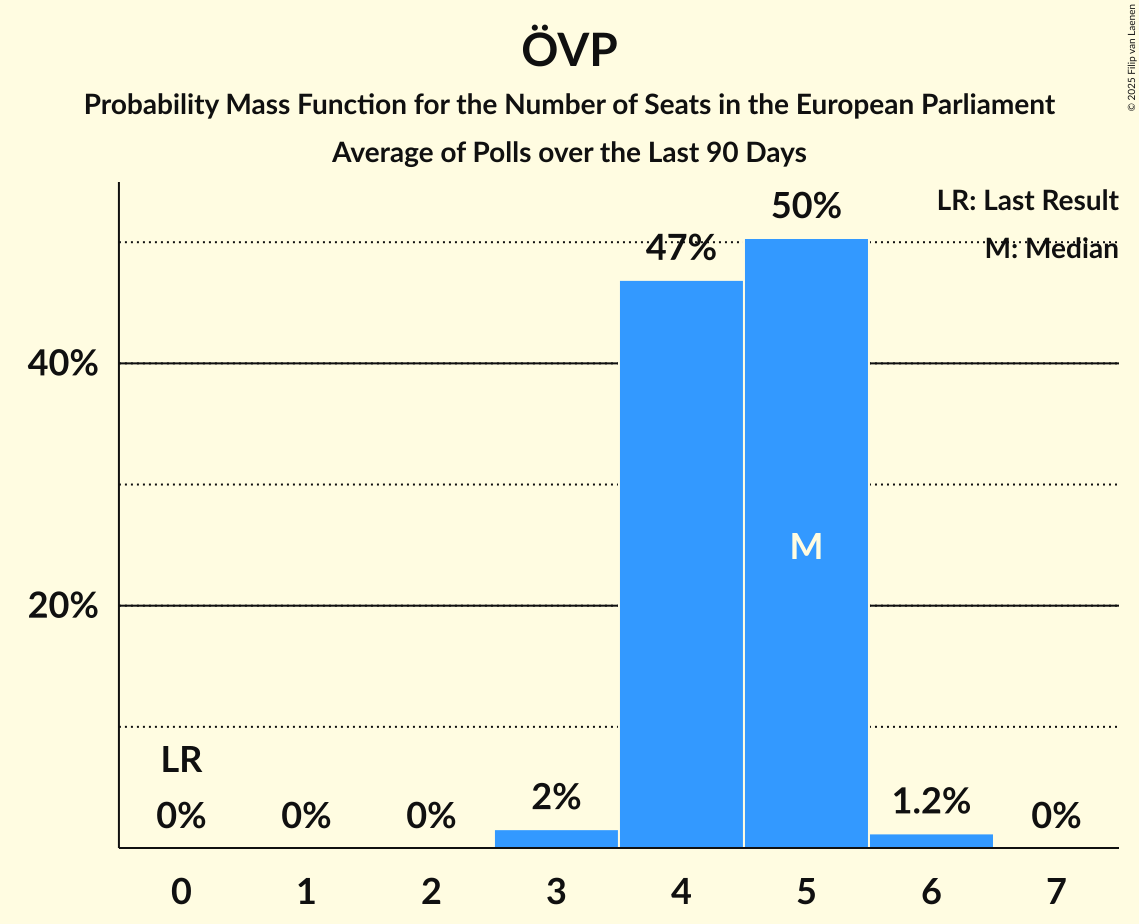 ÖVP
Probability Mass Function for the Number of Seats in the European Parliament
Average of Polls over the Last 90 Days
© 2025 Filip van Laenen
LR: Last Result
M: Median
50%
47%
40%
M
20%
LR
0%
0%
0%
2%
1.2%
0%
0
1
2
3
4
5
6
7